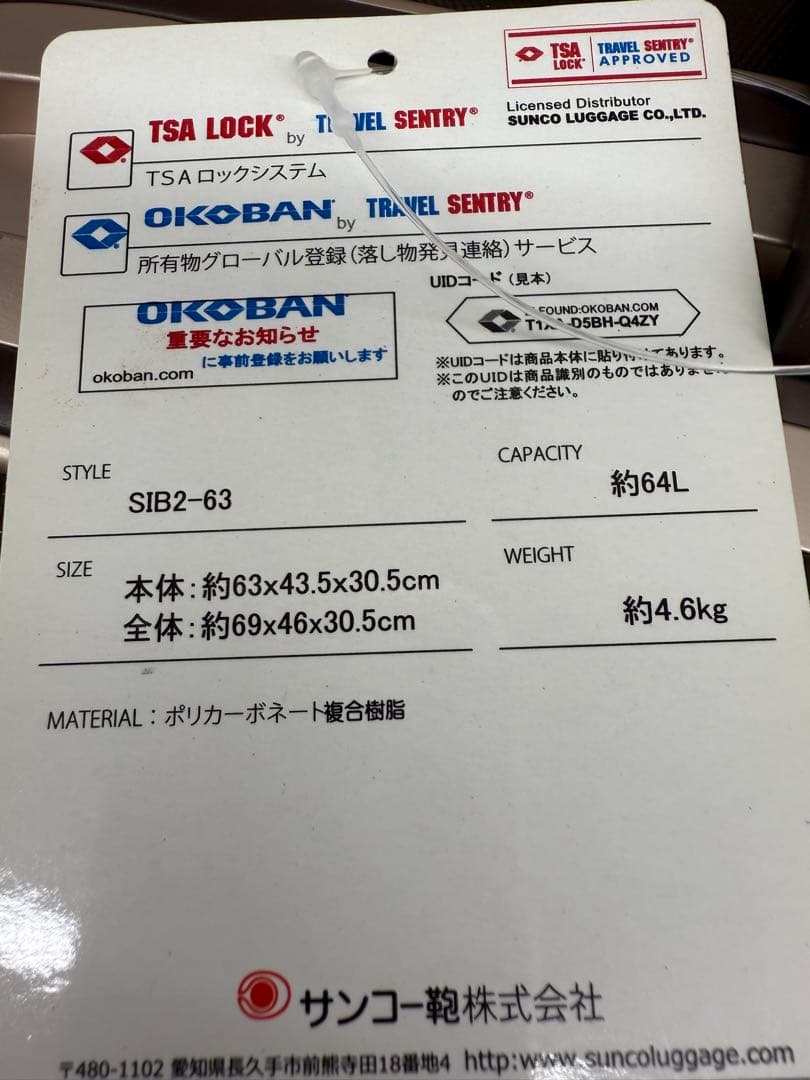 TSA LOCK® TRAVEL SENTRY® APPROVED
Licensed Distributor
SUNCO LUGGAGE CO.,LTD.
TSA LOCK® by SENTRY®
TSAロックシステム
OKOBAN® by TRAVEL SENTRY®
所有物グローバル登録(落し物発見連絡)サービス
UIDコード(見本)
OKOBAN
重要なお知らせ
に事前登録をお願いします
okoban.com
FOUND:OKOBAN.COM
-D5BH-Q4ZY
※UIDコードは商品本体に貼り付けてあります。
※このUIDは商品識別のものではありません
のでご注意ください。
STYLE
SIB2-63
CAPACITY
約64L
SIZE
本体:約63x43.5x30.5cm
全体:約69x46x30.5cm
WEIGHT
約4.6kg
MATERIAL:ポリカーボネート複合樹脂
サンコー鞄株式会社
〒480-1102 愛知県長久手市前熊寺田18番地4 http:www.suncoluggage.com